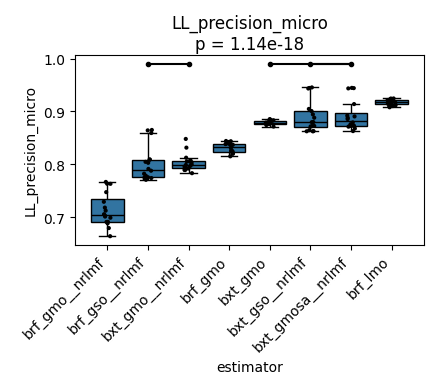 LL_precision_micro
p = 1.14e-18
1.0
0.9
0.8
0.7
LL_precision_micro
brf_gmo__nrlmf
brf_gso__nrlmf
bxt_gmo__nrlmf
brf_gmo
bxt_gmo
bxt_gso__nrlmf
bxt_gmosa__nrlmf
brf_lmo
estimator